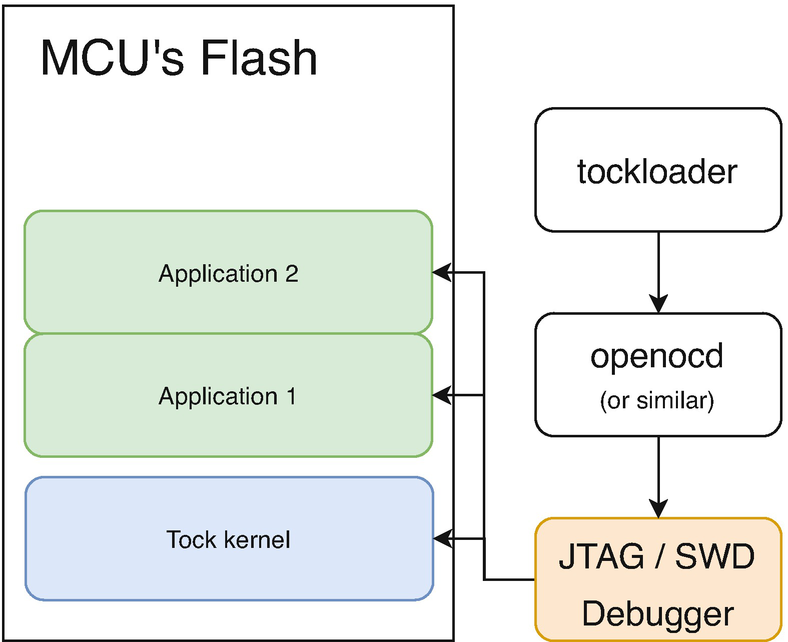 MCU's Flash
Application 2
Application 1
Tock kernel
tockloader
openocd
(or similar)
JTAG / SWD
Debugger